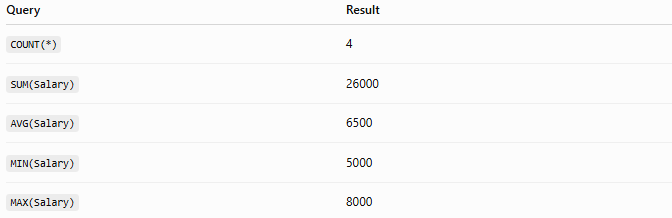 Query Result
COUNT(*) 4
SUM(Salary) 26000
AVG(Salary) 6500
MIN(Salary) 5000
MAX(Salary) 8000